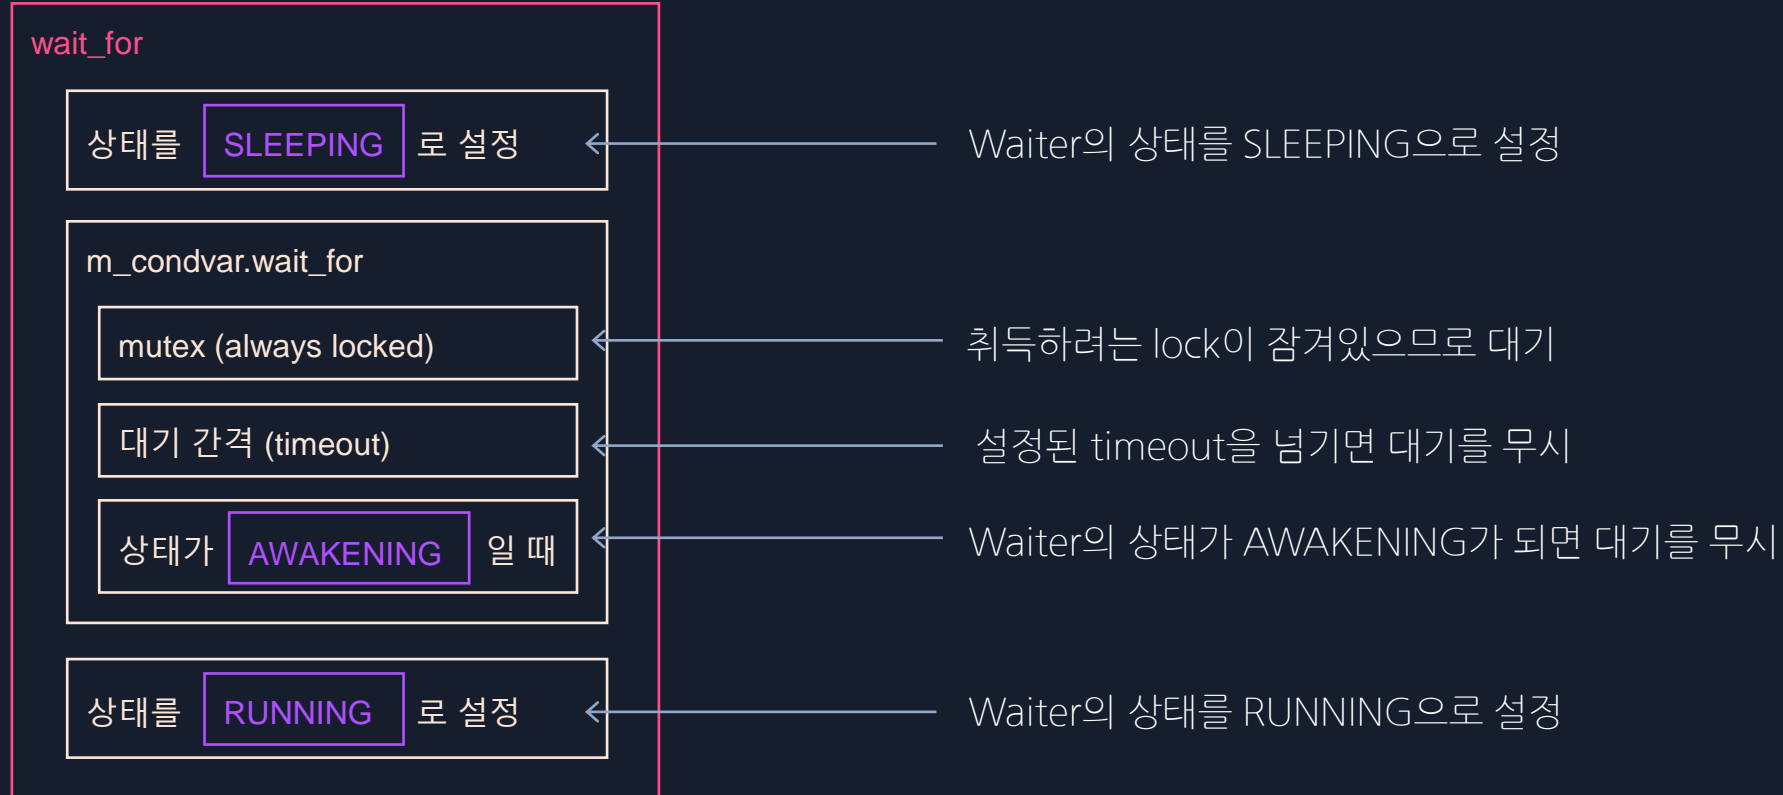 wait_for
상태를 SLEEPING 로 설정
Waiter의 상태를 SLEEPING으로 설정
m_condvar.wait_for
mutex (always locked)
취득하려는 lock이 잠겨있으므로 대기
대기 간격 (timeout)
설정된 timeout을 넘기면 대기를 무시
상태가 AWAKENING 일 때
Waiter의 상태가 AWAKENING가 되면 대기를 무시
상태를 RUNNING 로 설정
Waiter의 상태를 RUNNING으로 설정